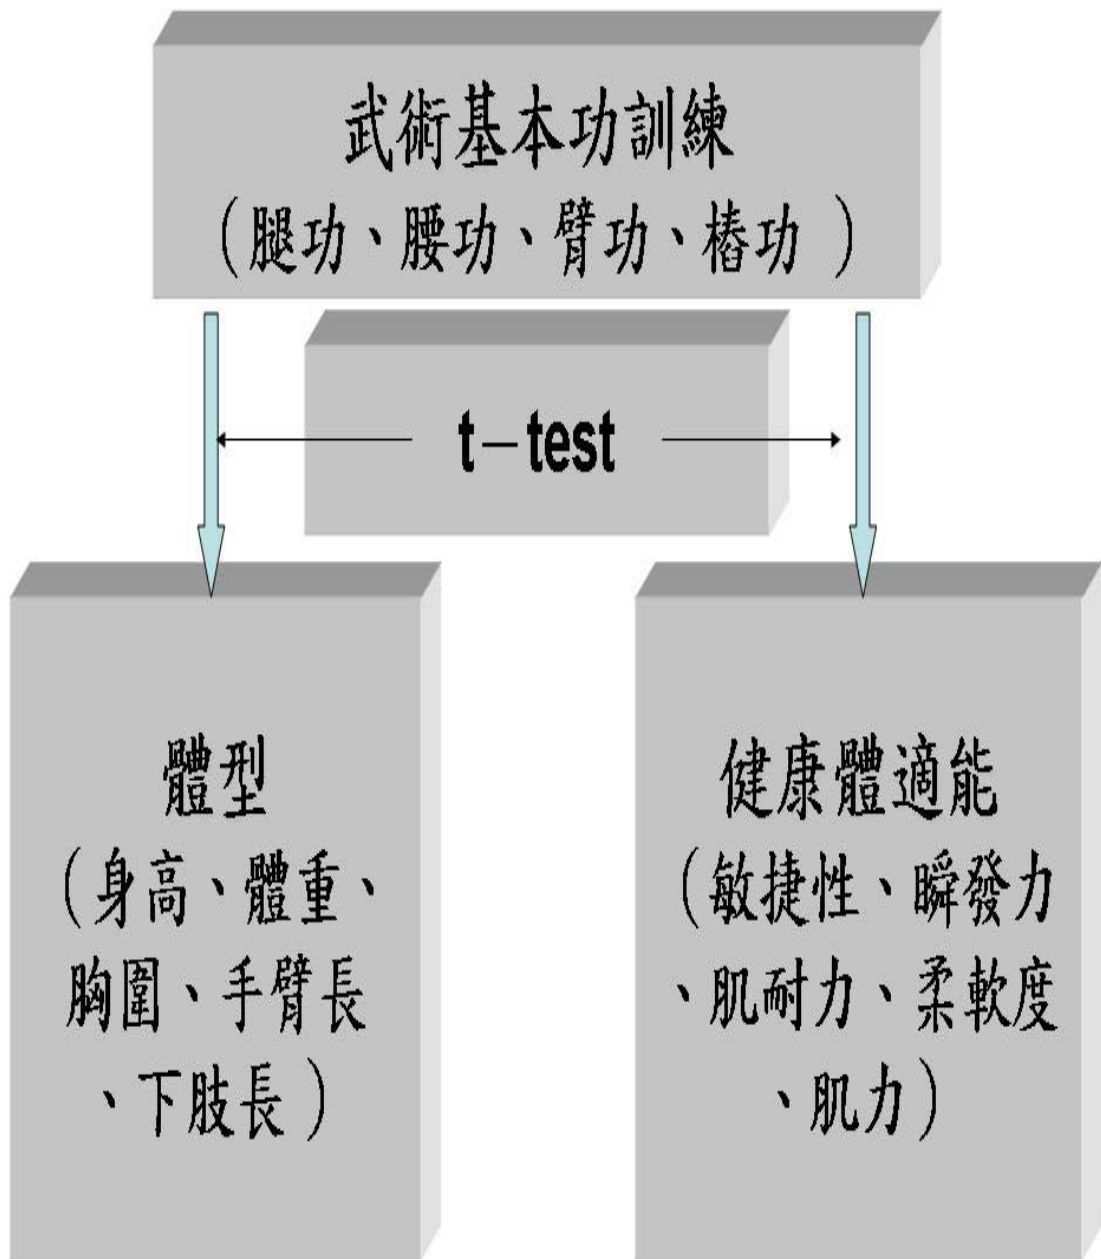 武術基本功訓練
（腿功、腰功、臂功、樁功 ）
t－test
體型
（身高、體重、
胸圍、手臂長
、下肢長）
健康體適能
（敏捷性、瞬發力
、肌耐力、柔軟度
、肌力）